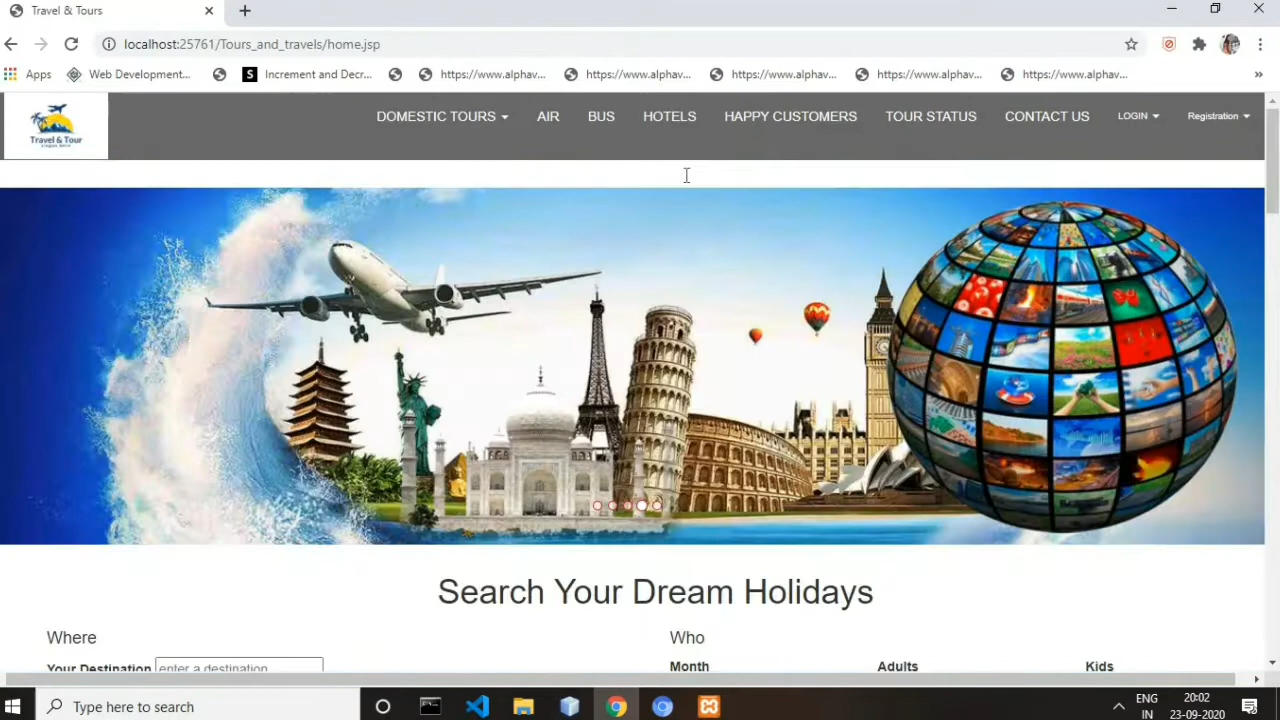 Travel & Tours
localhost:25761/Tours_and_travels/home.jsp
Apps Web Development... Increment and Decr... https://www.alphav... https://www.alphav... https://www.alphav... https://www.alphav... https://www.alphav... »
Travel & Tour
DOMESTIC TOURS AIR BUS HOTELS HAPPY CUSTOMERS TOUR STATUS CONTACT US LOGIN Registration
Search Your Dream Holidays
Where Who
Your Destination enter a destination Month Adults Kids
Type here to search
ENG 20:02
IN 23-09-2020